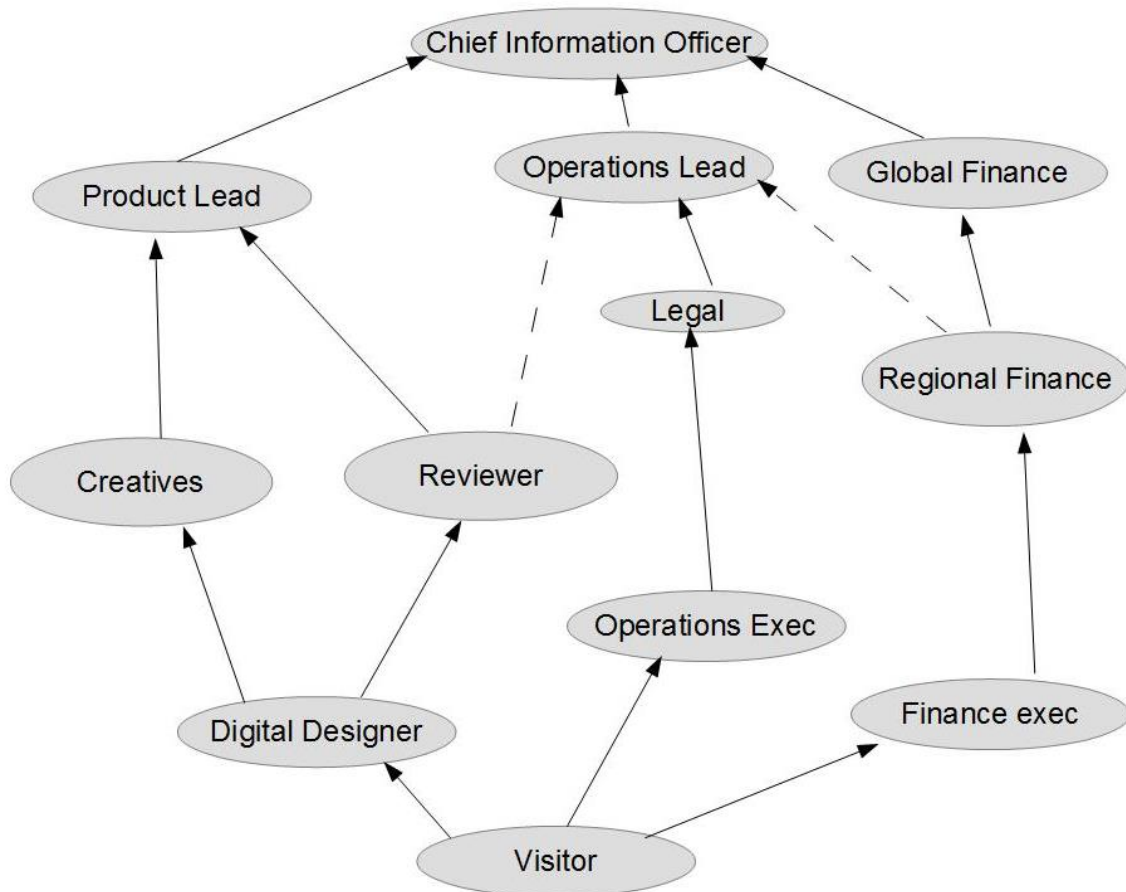 Chief Information Officer
Operations Lead
Global Finance
Product Lead
Legal
Regional Finance
Creatives
Reviewer
Operations Exec
Digital Designer
Finance exec
Visitor